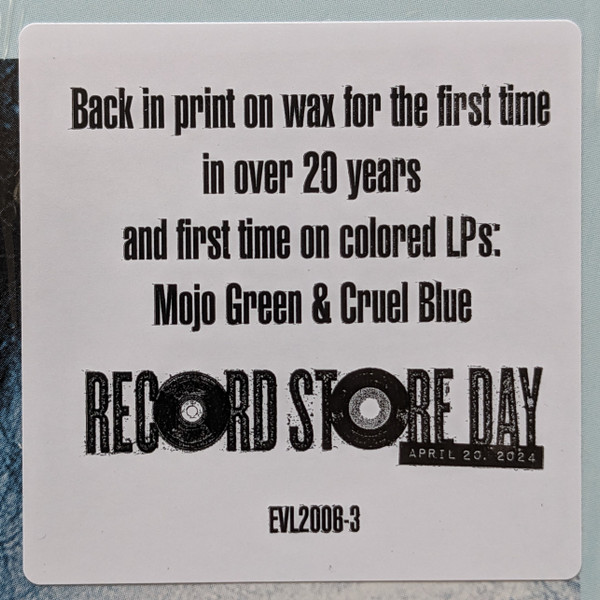 Back in print on wax for the first time
in over 20 years
and first time on colored LPs:
Mojo Green & Cruel Blue
RECORD STORE DAY
APRIL 20. 2024
EVL2006-3